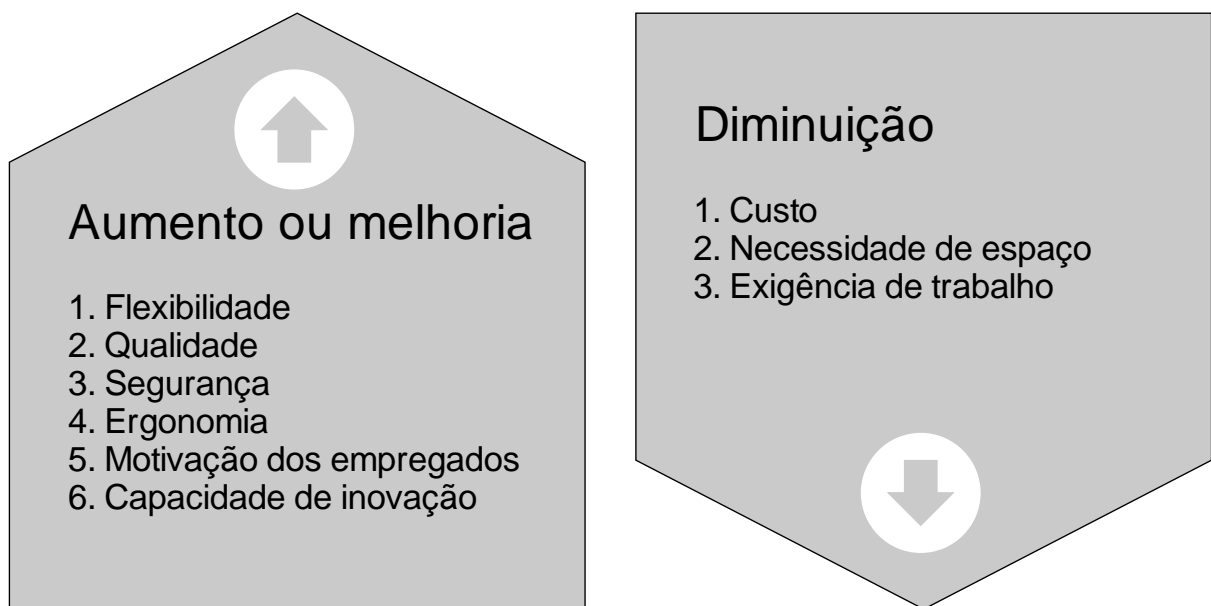 Aumento ou melhoria
1. Flexibilidade
2. Qualidade
3. Segurança
4. Ergonomia
5. Motivação dos empregados
6. Capacidade de inovação
Diminuição
1. Custo
2. Necessidade de espaço
3. Exigência de trabalho